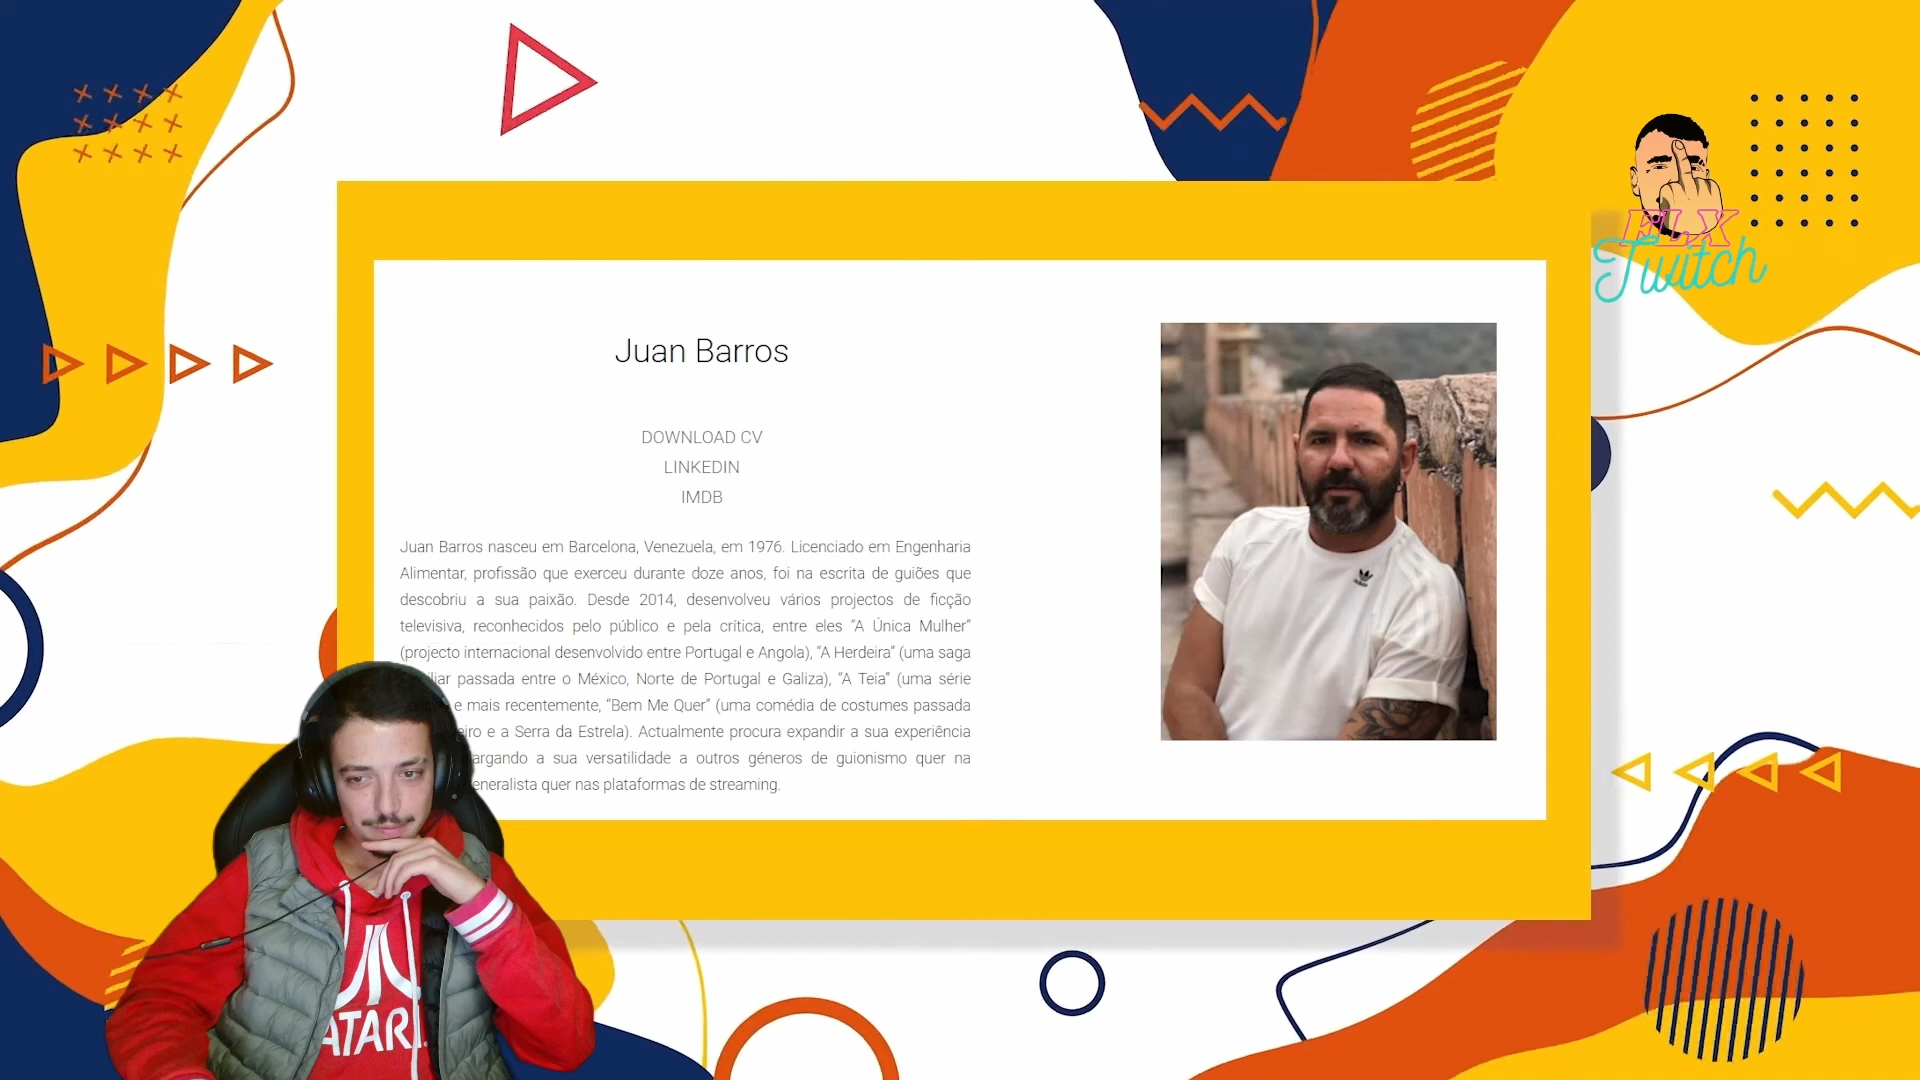 FLX
Twitch
Juan Barros
DOWNLOAD CV
LINKEDIN
IMDB
Juan Barros nasceu em Barcelona, Venezuela, em 1976. Licenciado em Engenharia
Alimentar, profissão que exerceu durante doze anos, foi na escrita de guiões que
descobriu a sua paixão. Desde 2014, desenvolveu vários projectos de ficção
televisiva, reconhecidos pelo público e pela crítica, entre eles “A Única Mulher”
(projecto internacional desenvolvido entre Portugal e Angola), “A Herdeira” (uma saga
passada entre o México, Norte de Portugal e Galiza), “A Teia” (uma série
e mais recentemente, “Bem Me Quer” (uma comédia de costumes passada
e a Serra da Estrela). Actualmente procura expandir a sua experiência
a sua versatilidade a outros géneros de guionismo quer na
quer nas plataformas de streaming.
ATARI